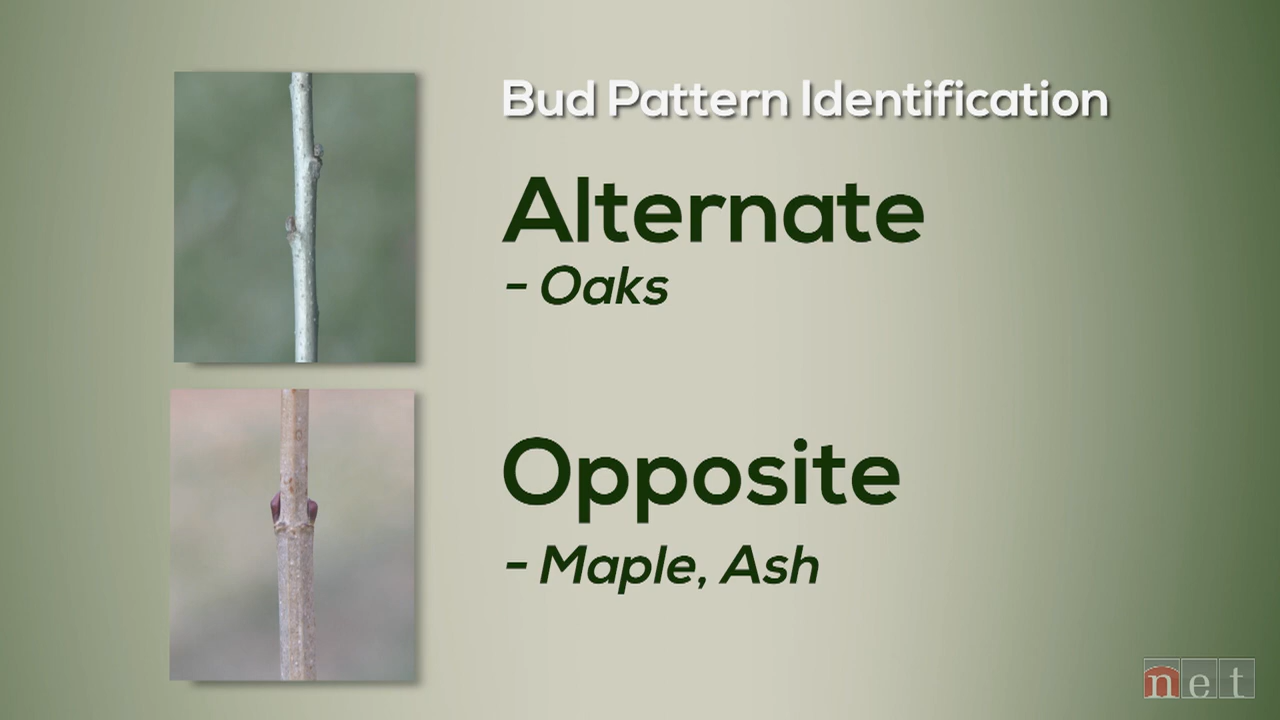 Bud Pattern Identification
Alternate
- Oaks
Opposite
- Maple, Ash
net